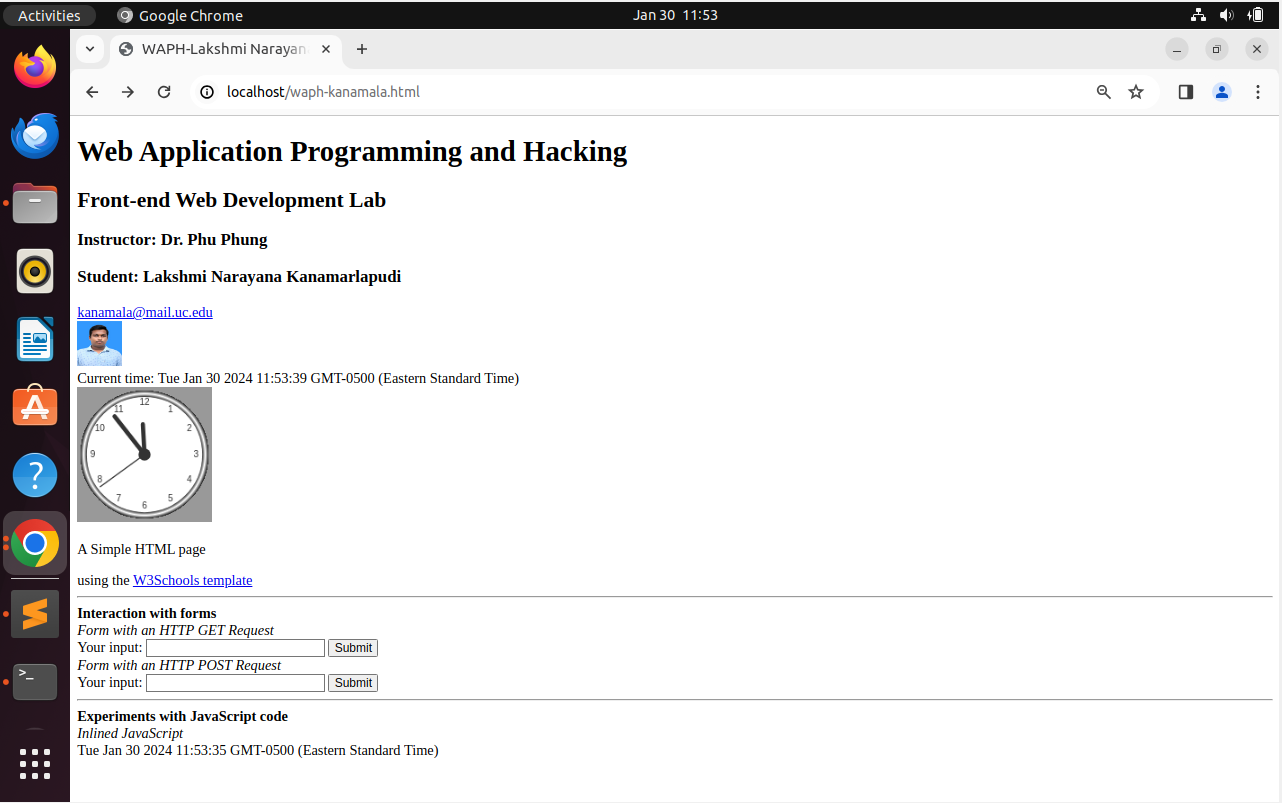 Activities Google Chrome Jan 30 11:53
WAPH-Lakshmi Narayan
localhost/waph-kanamala.html
Web Application Programming and Hacking
Front-end Web Development Lab
Instructor: Dr. Phu Phung
Student: Lakshmi Narayana Kanamarlapudi
kanamala@mail.uc.edu
Current time: Tue Jan 30 2024 11:53:39 GMT-0500 (Eastern Standard Time)
12
11 1
10 2
9 3
8 4
7 5
6
A Simple HTML page
using the W3Schools template
Interaction with forms
Form with an HTTP GET Request
Your input: Submit
Form with an HTTP POST Request
Your input: Submit
Experiments with JavaScript code
Inlined JavaScript
Tue Jan 30 2024 11:53:35 GMT-0500 (Eastern Standard Time)